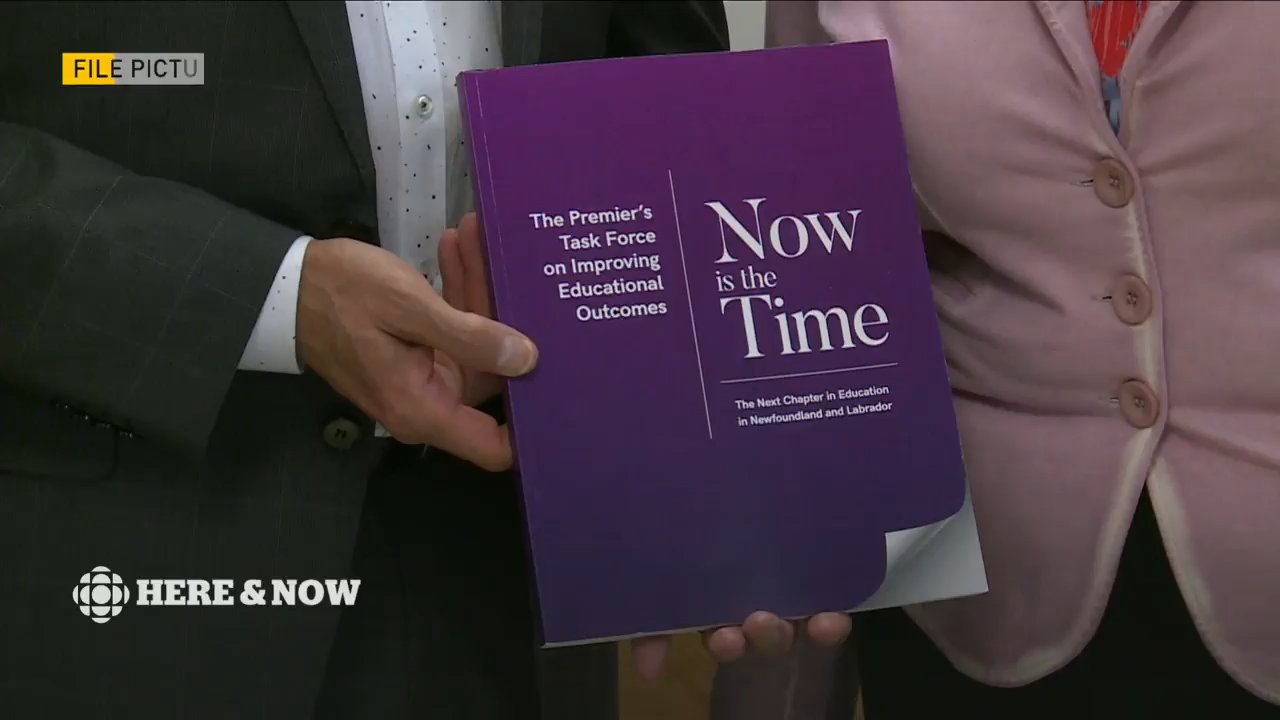 FILE PICTU
The Premier's
Task Force
on Improving
Educational
Outcomes
Now
is the
Time
The Next Chapter in Education
in Newfoundland and Labrador
HERE & NOW